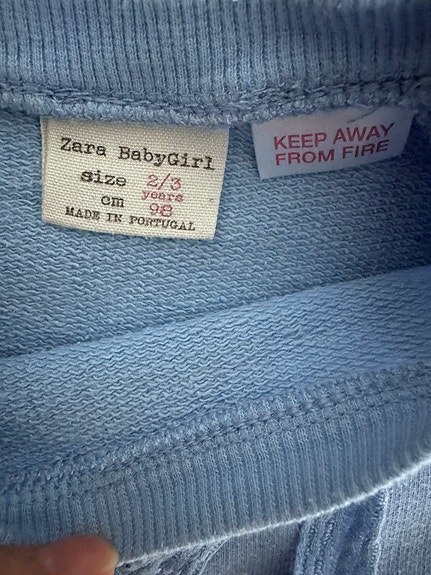 Zara BabyGirl
size 2/3
years
cm 98
MADE IN PORTUGAL
KEEP AWAY
FROM FIRE